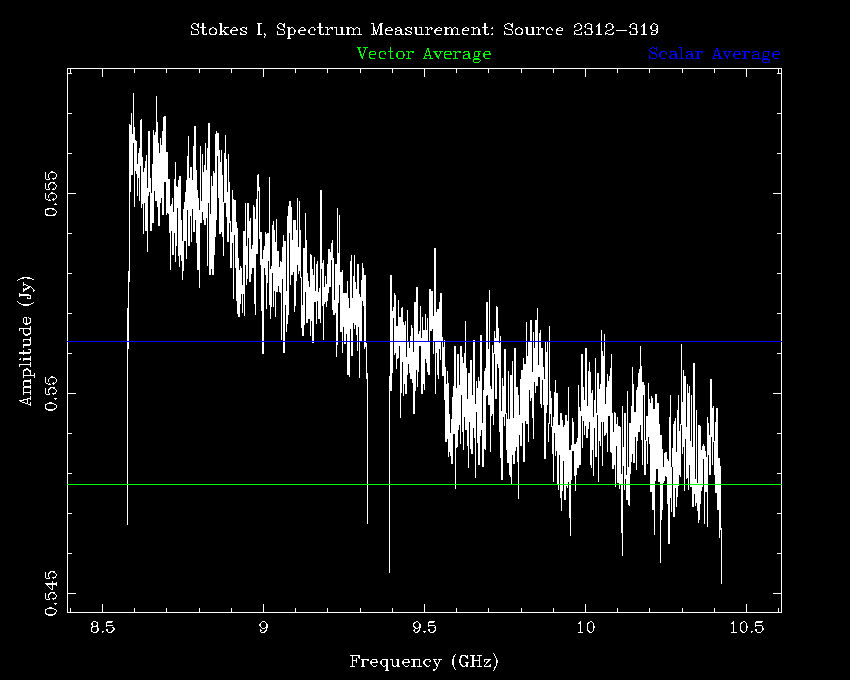 Stokes I, Spectrum Measurement: Source 2312-319
Vector Average Scalar Average
0.555
0.55
0.545
Amplitude (Jy)
8.5 9 9.5 10 10.5
Frequency (GHz)